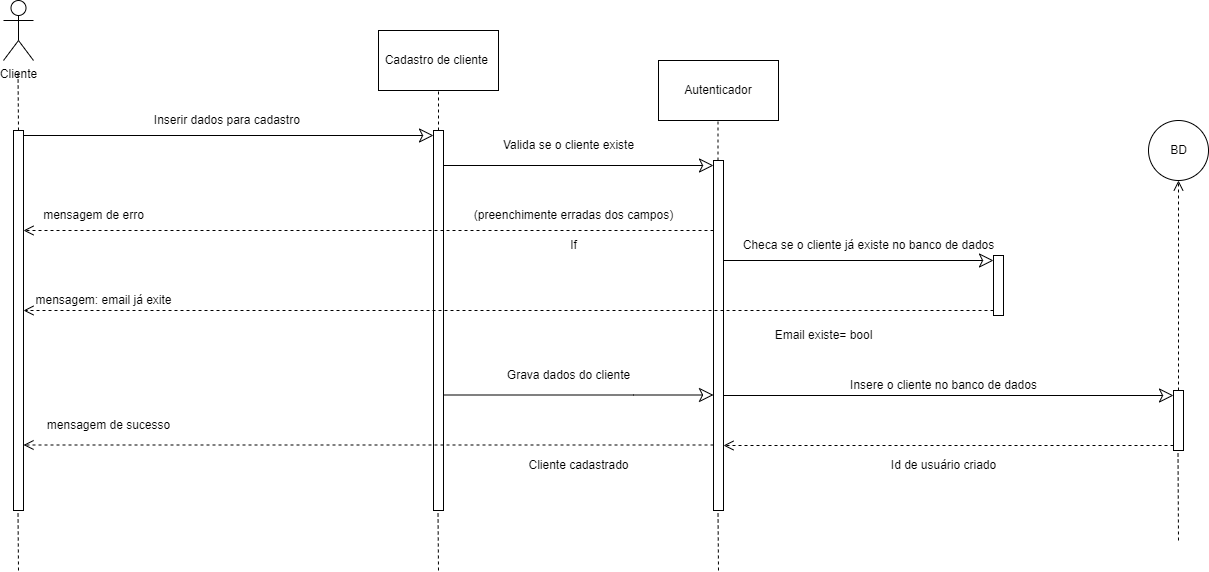 Cliente
Cadastro de cliente
Autenticador
BD
Inserir dados para cadastro
Valida se o cliente existe
mensagem de erro
(preenchimente erradas dos campos)
If
Checa se o cliente já existe no banco de dados
mensagem: email já exite
Email existe= bool
Grava dados do cliente
Insere o cliente no banco de dados
mensagem de sucesso
Cliente cadastrado
Id de usuário criado